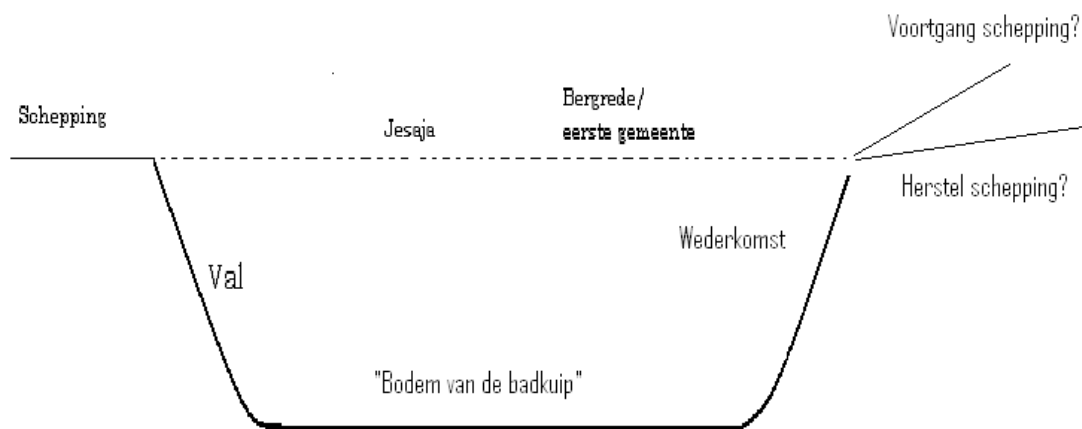 Voortgang schepping?
Schepping
Jesaja
Bergrede/
eerste gemeente
Herstel schepping?
Wederkomst
Val
"Bodem van de badkuip"